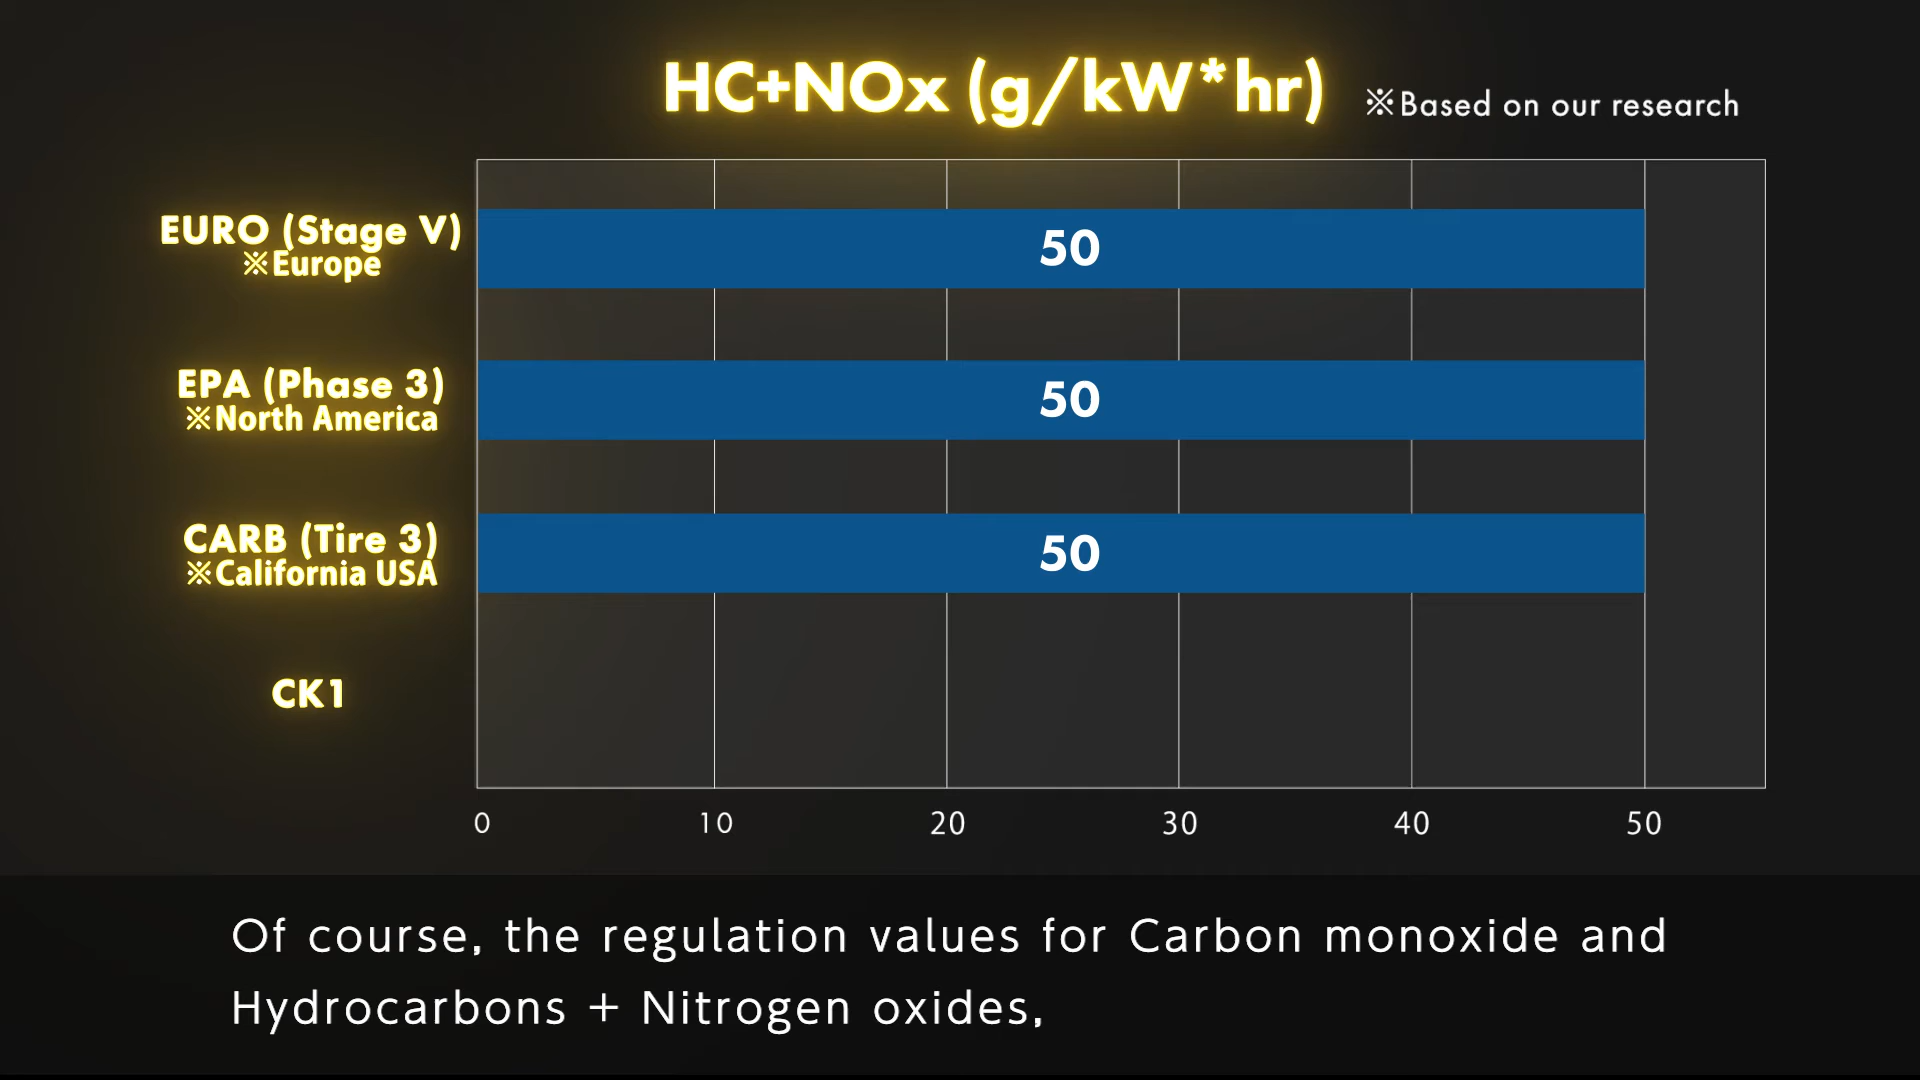 HC+NOx (g/kW*hr)
※Based on our research
EURO (Stage V)
※Europe
50
EPA (Phase 3)
※North America
50
CARB (Tire 3)
※California USA
50
CK1
0 10 20 30 40 50
Of course, the regulation values for Carbon monoxide and
Hydrocarbons + Nitrogen oxides,